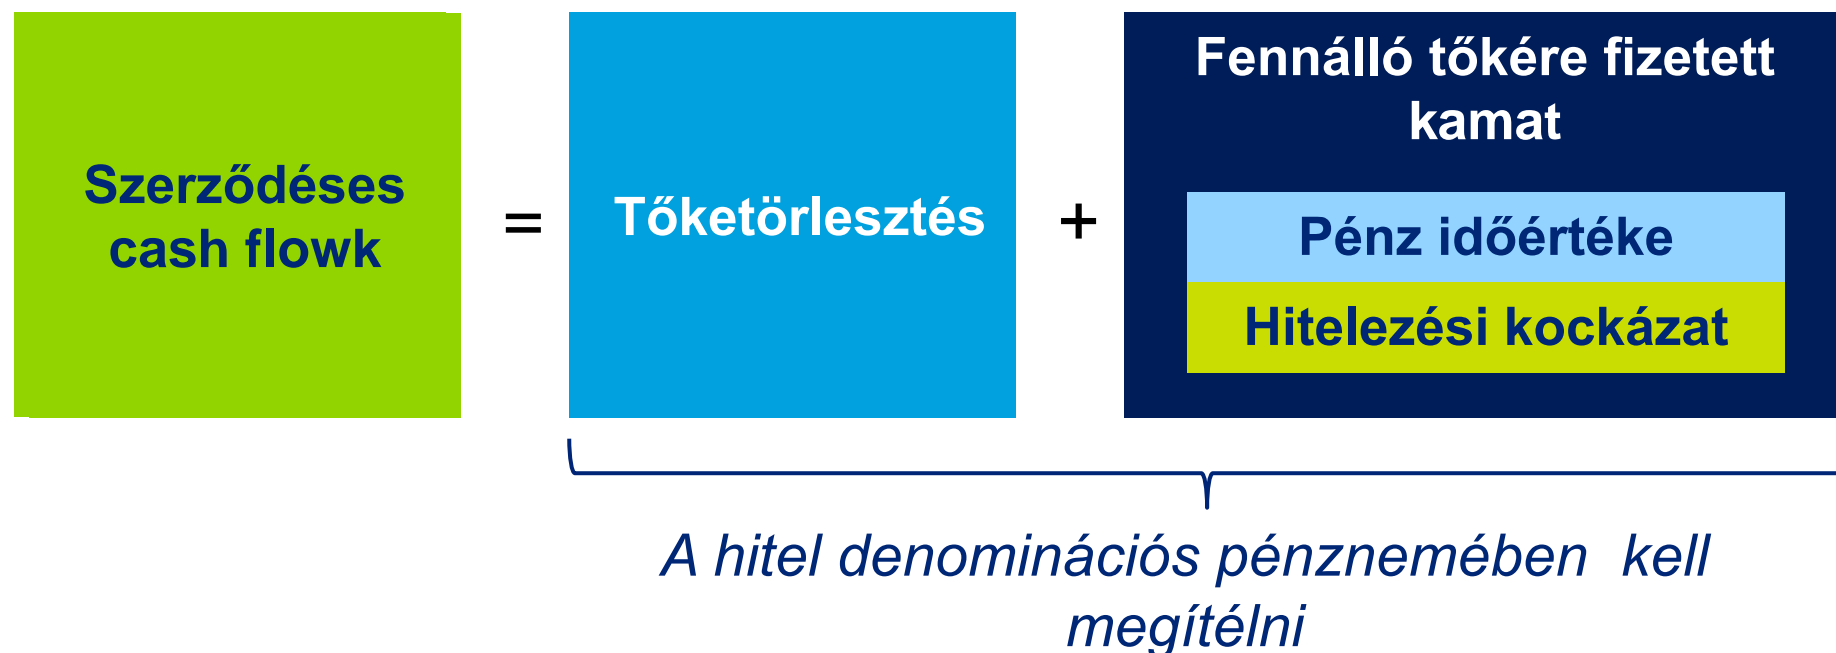 Szerződéses
cash flowk
=
Tőketörlesztés
+
Fennálló tőkére fizetett
kamat
Pénz időértéke
Hitelezési kockázat
A hitel denominációs pénznemében kell
megítélni